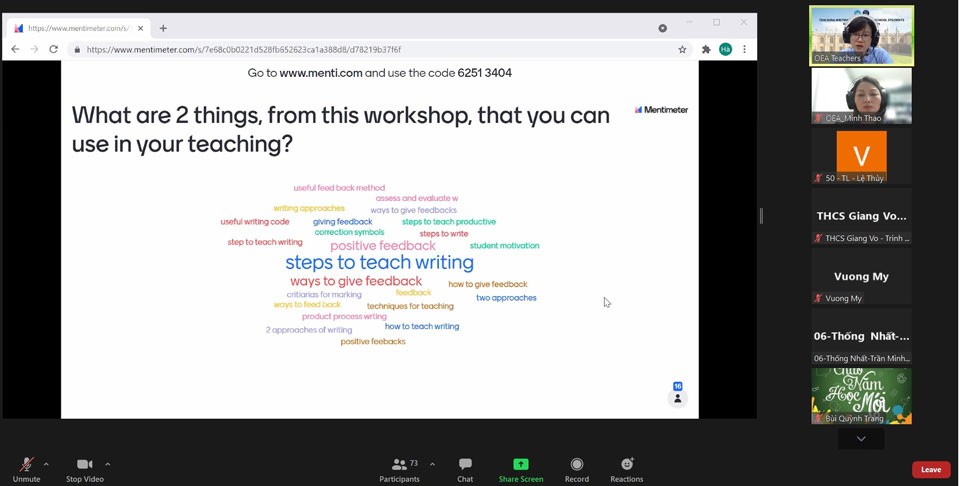 https://www.mentimeter.com/s/
https://www.mentimeter.com/s/7e68c0b0221d528fb652623ca1a388d8/d78219b37f6f
Hà
Go to www.menti.com and use the code 6251 3404
What are 2 things, from this workshop, that you can
use in your teaching?
Mentimeter
useful feed back method
assess and evaluate w
writing approaches
ways to give feedbacks
useful writing code
giving feedback
steps to teach productive
correction symbols
steps to write
step to teach writing
positive feedback
student motivation
steps to teach writing
ways to give feedback
how to give feedback
critiarias for marking
feedback
two approaches
ways to feed back
techniques for teaching
product process wrting
2 approaches of writing
how to teach writing
positive feebacks
16
OEA Teachers
OEA_Minh Thao
V
50 - TL - Lệ Thủy
THCS Giang Vo...
THCS Giang Vo - Trinh ...
Vuong My
Vuong My
06-Thống Nhất-...
06-Thống Nhất-Trần Minh...
Chào
Năm
Học
Mới
Bùi Quỳnh Trang
Unmute
Stop Video
73
Participants
Chat
Share Screen
Record
Reactions
Leave